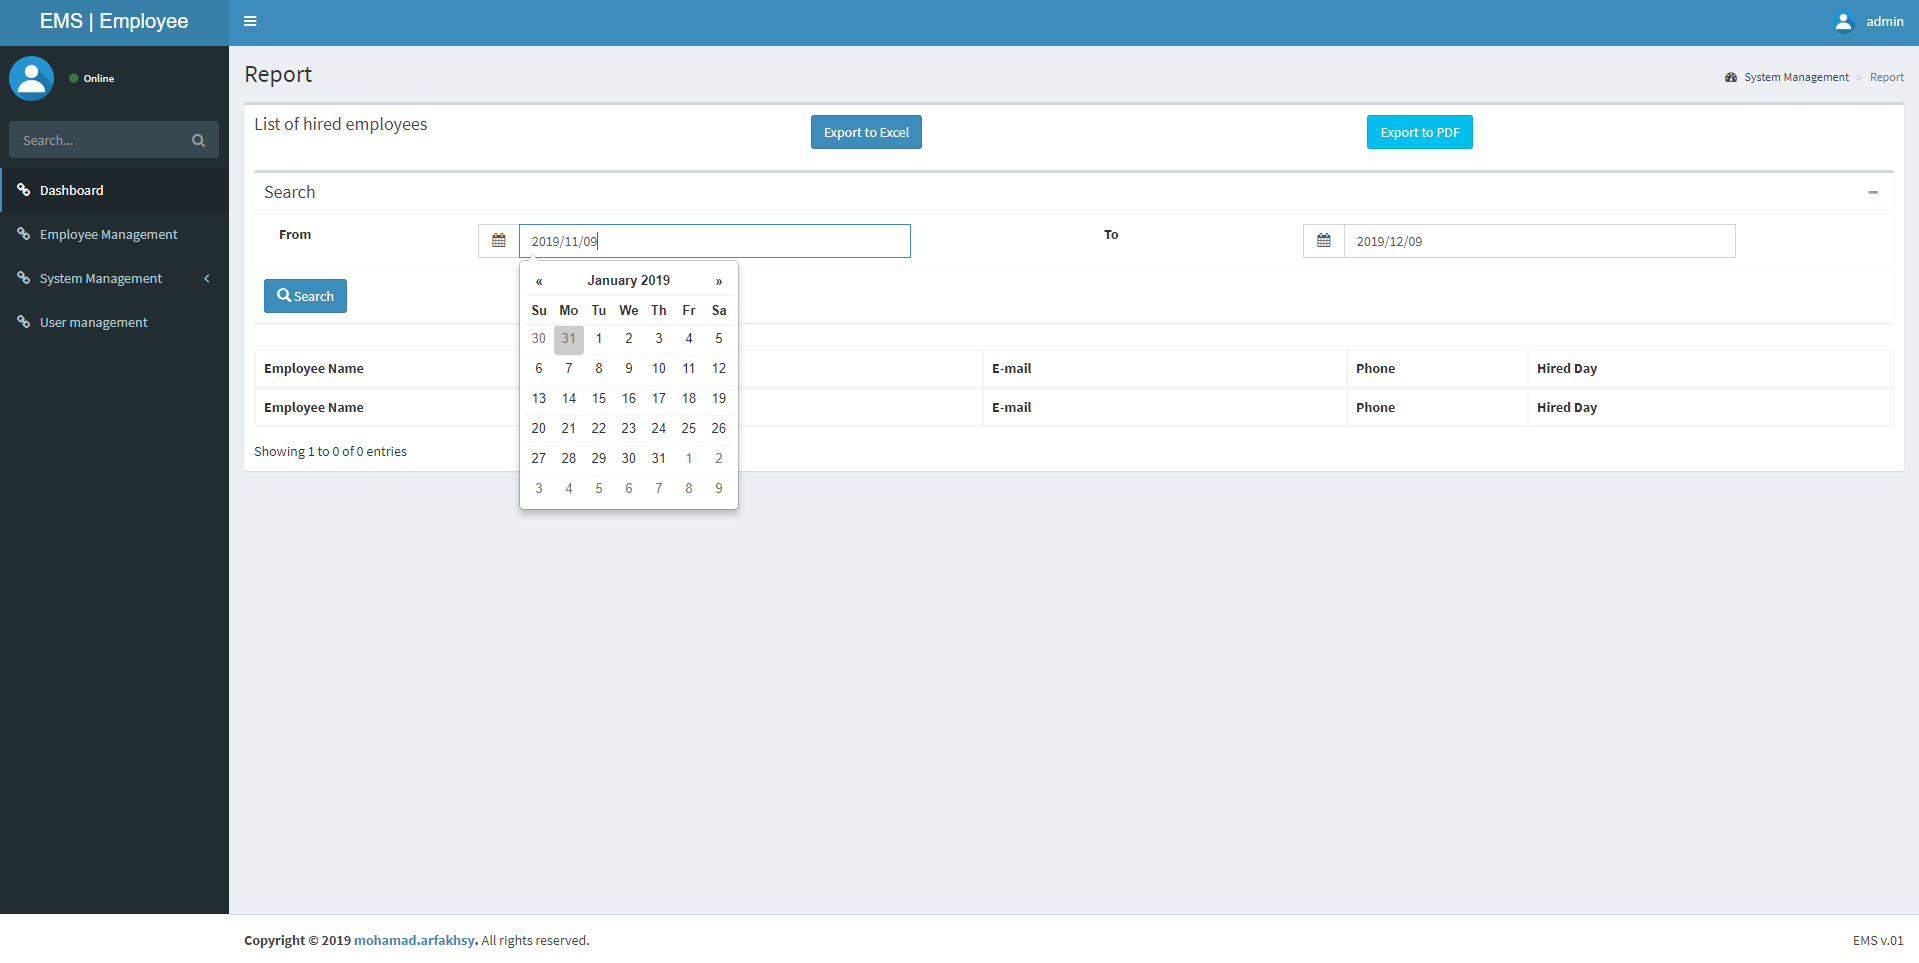 EMS | Employee
admin
Online
Search...
Dashboard
Employee Management
System Management
User management
Report
System Management > Report
List of hired employees
Export to Excel
Export to PDF
Search
From
2019/11/09
To
2019/12/09
Search
« January 2019 »
Su Mo Tu We Th Fr Sa
30 31 1 2 3 4 5
6 7 8 9 10 11 12
13 14 15 16 17 18 19
20 21 22 23 24 25 26
27 28 29 30 31 1 2
3 4 5 6 7 8 9
Employee Name E-mail Phone Hired Day
Employee Name E-mail Phone Hired Day
Showing 1 to 0 of 0 entries
Copyright © 2019 mohamad.arfakhsy. All rights reserved.
EMS v.01